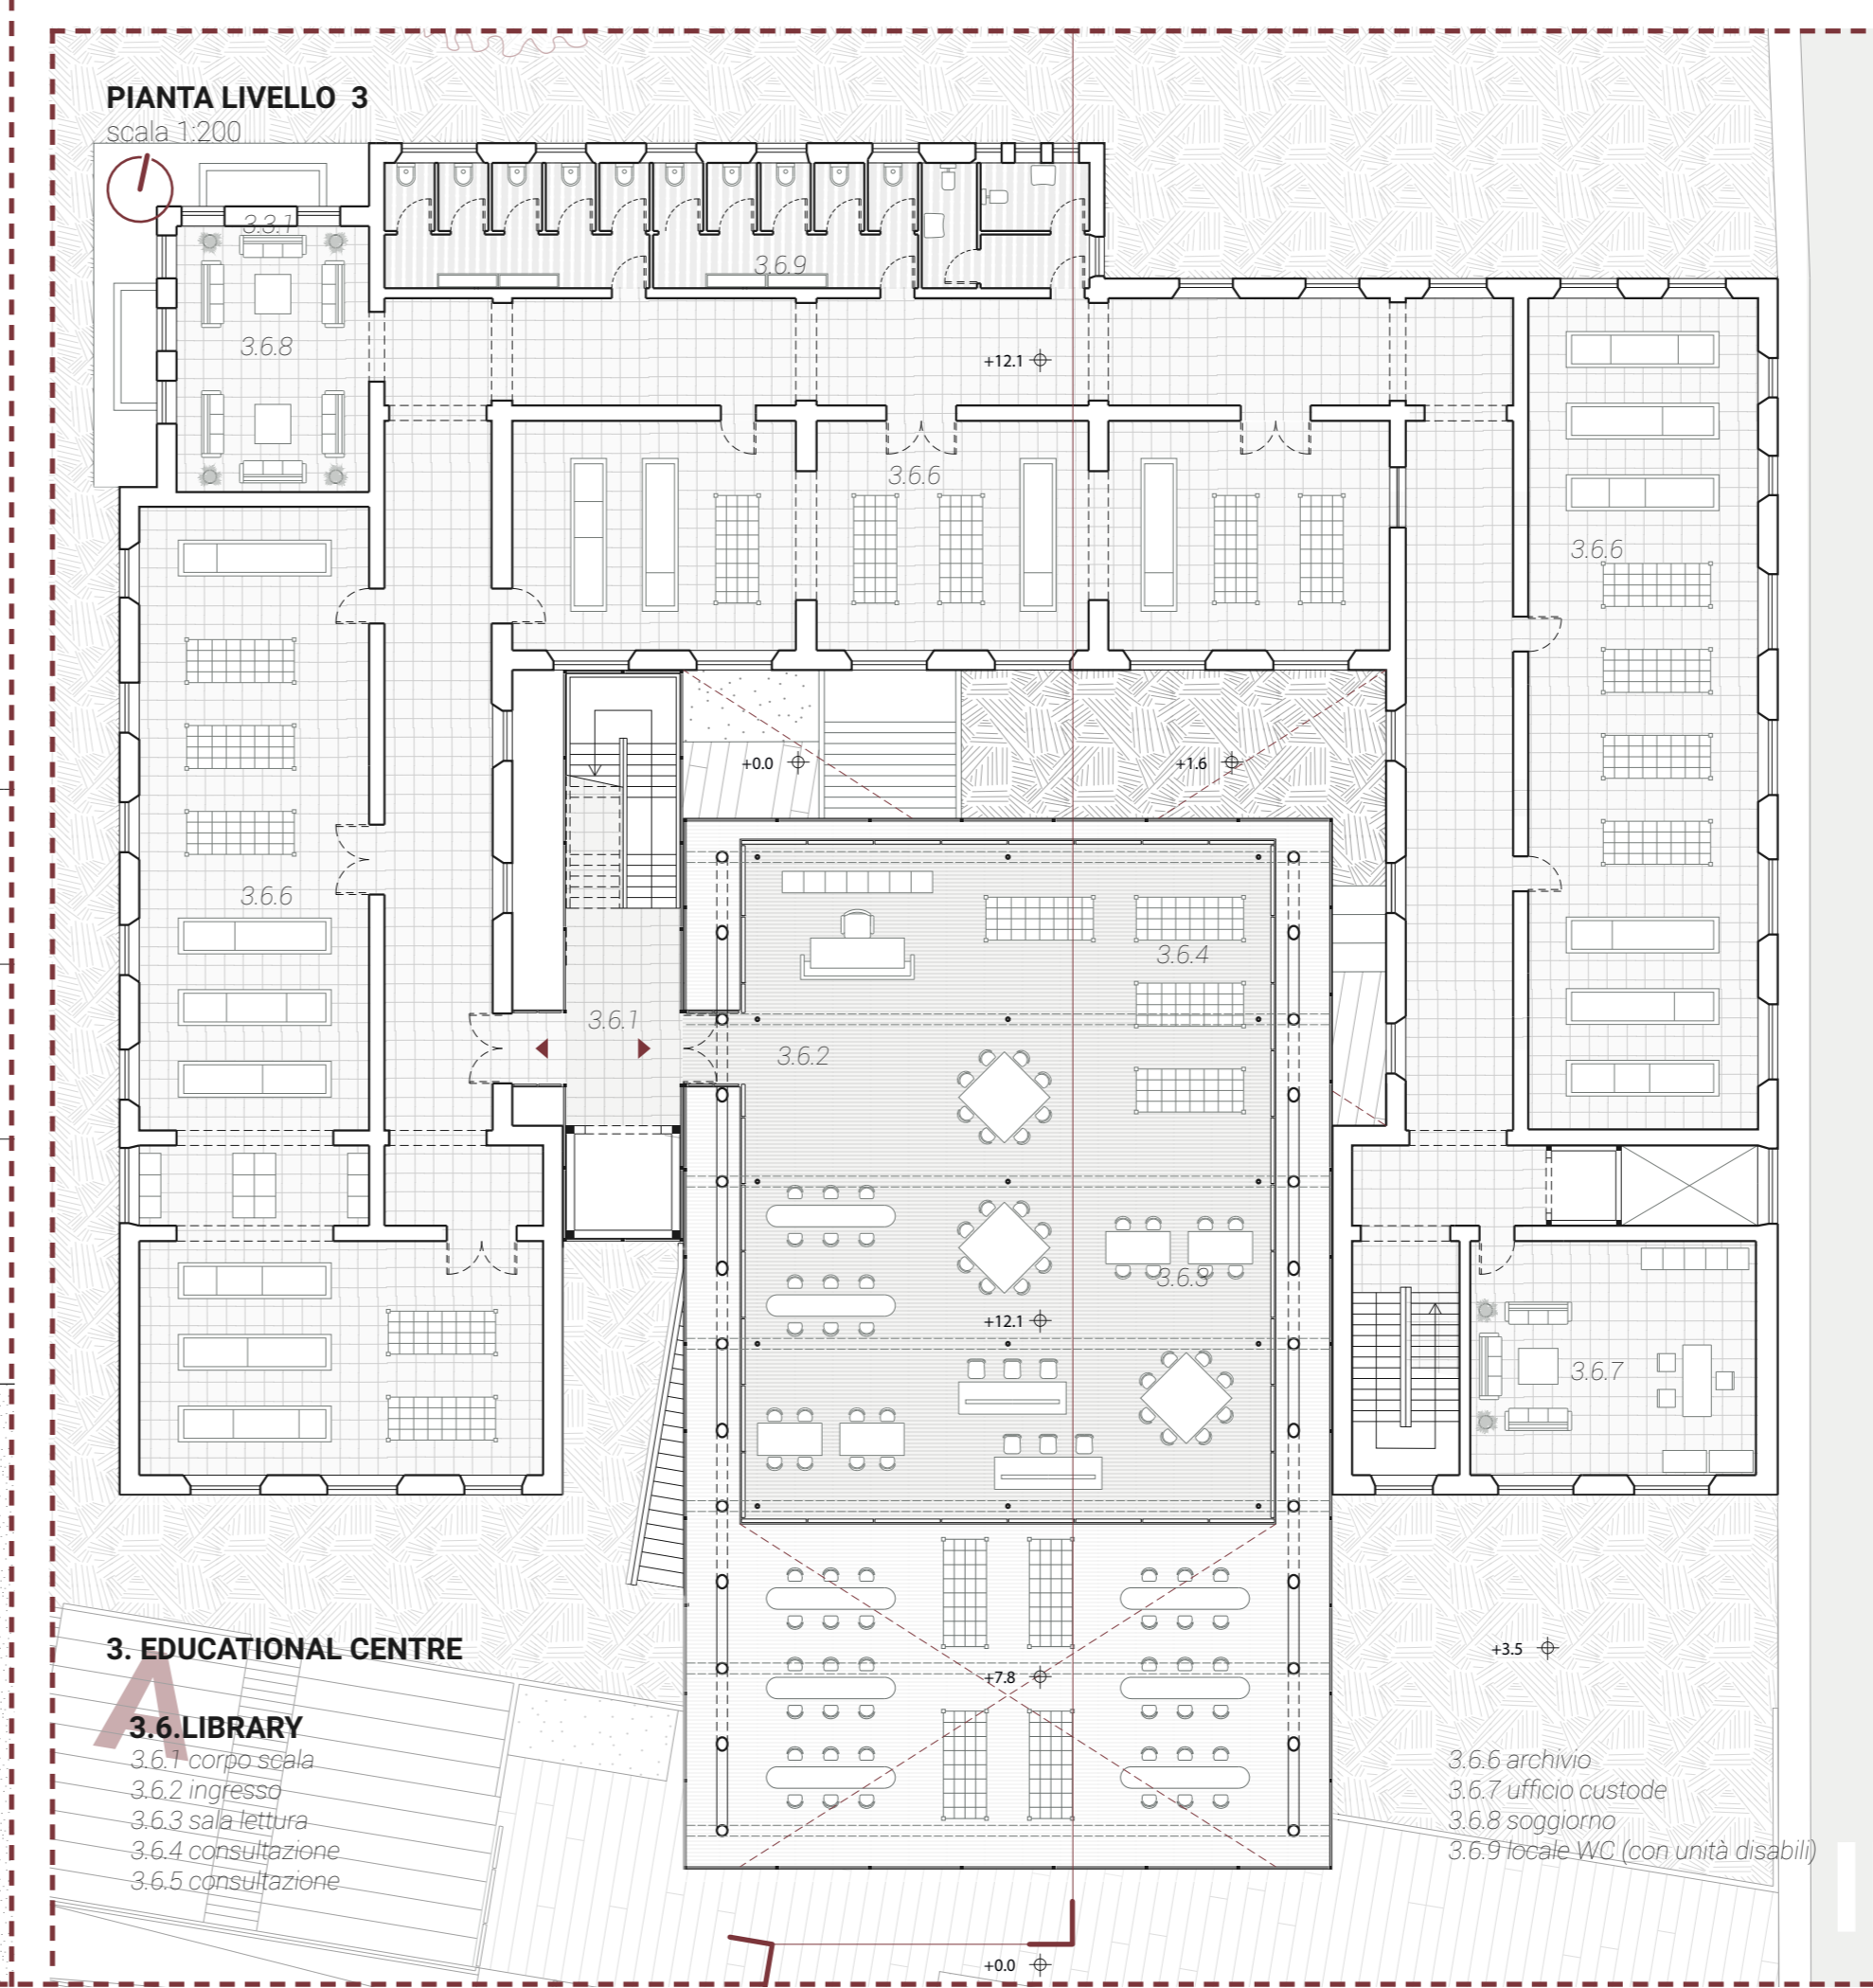 PIANTA LIVELLO 3
scala 1:200
3.3.1
3.6.9
3.6.8
+12.1
3.6.6
3.6.6
+0.0
+1.6
3.6.6
3.6.4
3.6.1
3.6.2
3.6.3
+12.1
3.6.7
3. EDUCATIONAL CENTRE
+3.5
+7.8
A
3.6.LIBRARY
3.6.1 corpo scala
3.6.2 ingresso
3.6.3 sala lettura
3.6.4 consultazione
3.6.5 consultazione
3.6.6 archivio
3.6.7 ufficio custode
3.6.8 soggiorno
3.6.9 locale WC (con unità disabili)
+0.0